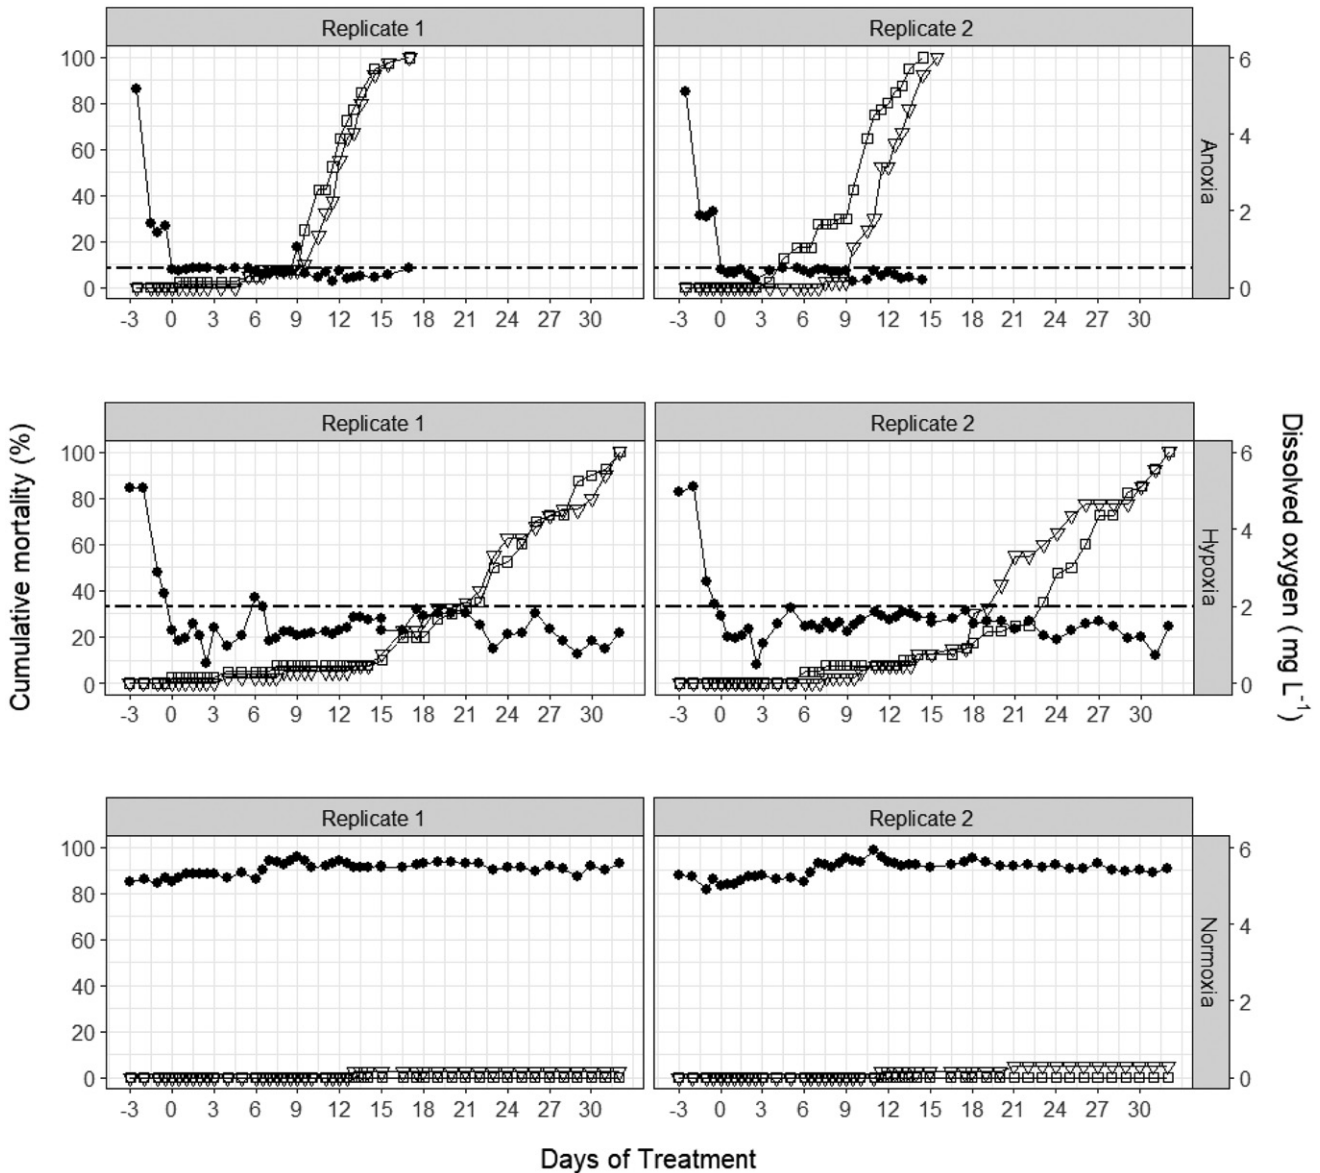 Replicate 1
Replicate 2
100
80
60
40
20
0
6
4
2
0
Anoxia
-3 0 3 6 9 12 15 18 21 24 27 30
-3 0 3 6 9 12 15 18 21 24 27 30
Replicate 1
Replicate 2
Cumulative mortality (%)
100
80
60
40
20
0
6
4
2
0
Hypoxia
Dissolved oxygen ( mg L⁻¹)
-3 0 3 6 9 12 15 18 21 24 27 30
-3 0 3 6 9 12 15 18 21 24 27 30
Replicate 1
Replicate 2
100
80
60
40
20
0
6
4
2
0
Normoxia
-3 0 3 6 9 12 15 18 21 24 27 30
-3 0 3 6 9 12 15 18 21 24 27 30
Days of Treatment